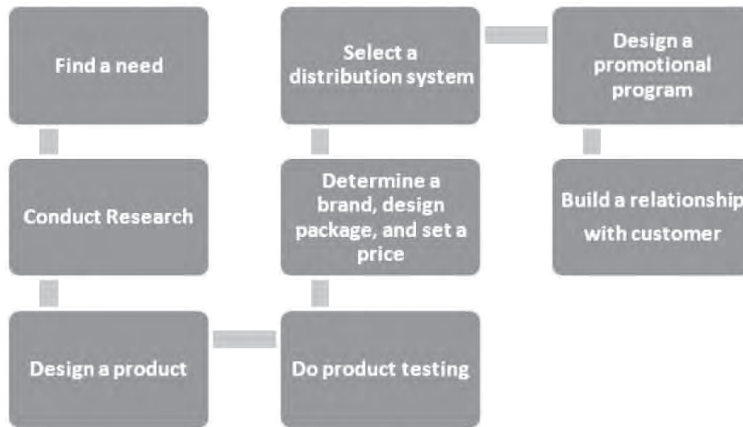 Find a need
Conduct Research
Design a product
Do product testing
Determine a
brand, design
package, and set a
price
Select a
distribution system
Design a
promotional
program
Build a relationship
with customer